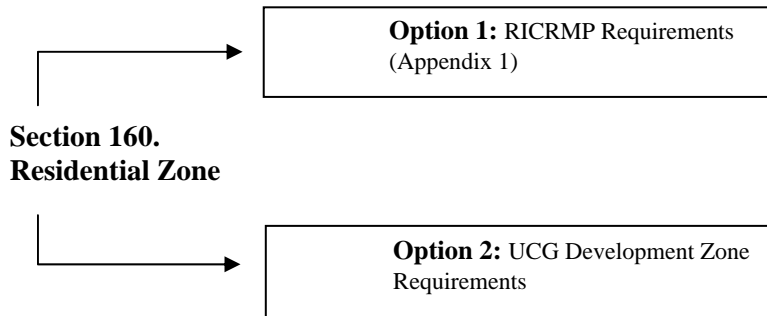 Option 1: RICRMP Requirements
(Appendix 1)
Section 160.
Residential Zone
Option 2: UCG Development Zone
Requirements